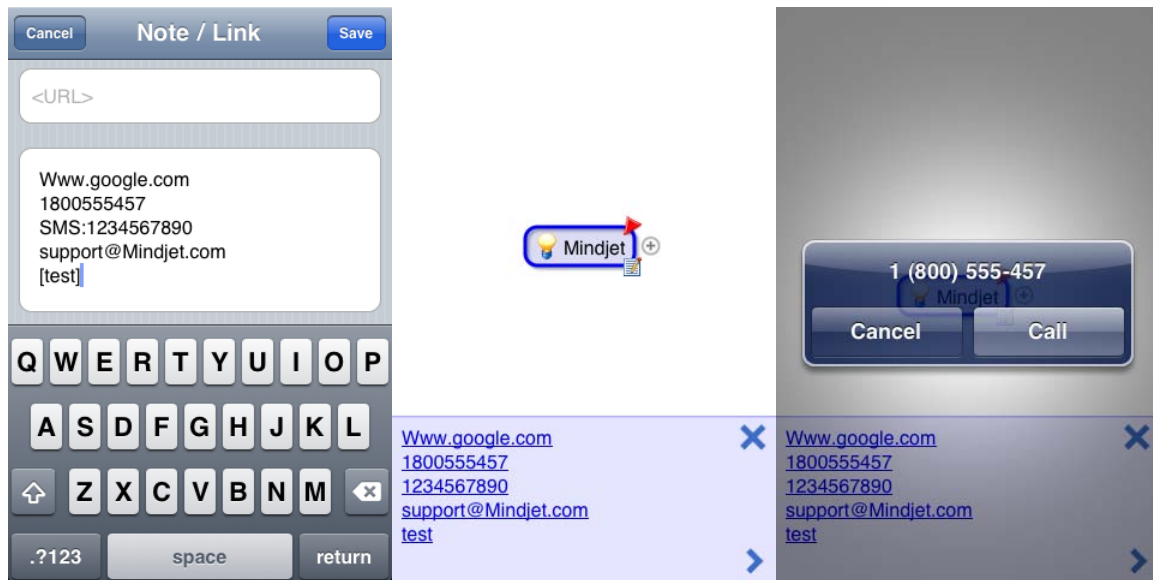 Cancel Note / Link Save
<URL>
Www.google.com
1800555457
SMS:1234567890
support@Mindjet.com
[test]
Q W E R T Y U I O P
A S D F G H J K L
Z X C V B N M
.?123 space return
Mindjet
Www.google.com
1800555457
1234567890
support@Mindjet.com
test
1 (800) 555-457
Mindjet
Cancel Call
Www.google.com
1800555457
1234567890
support@Mindjet.com
test